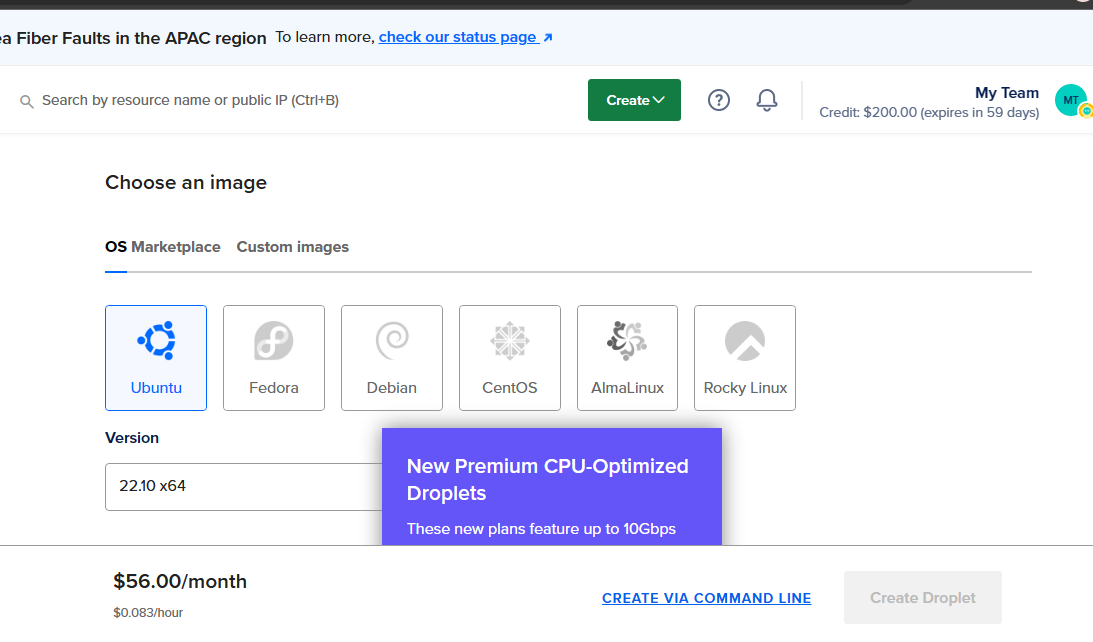 ea Fiber Faults in the APAC region To learn more, check our status page
Search by resource name or public IP (Ctrl+B)
Create
?
My Team
Credit: $200.00 (expires in 59 days)
MT
Choose an image
OS Marketplace Custom images
Ubuntu
Fedora
Debian
CentOS
AlmaLinux
Rocky Linux
Version
22.10 x64
New Premium CPU-Optimized
Droplets
These new plans feature up to 10Gbps
$56.00/month
$0.083/hour
CREATE VIA COMMAND LINE
Create Droplet